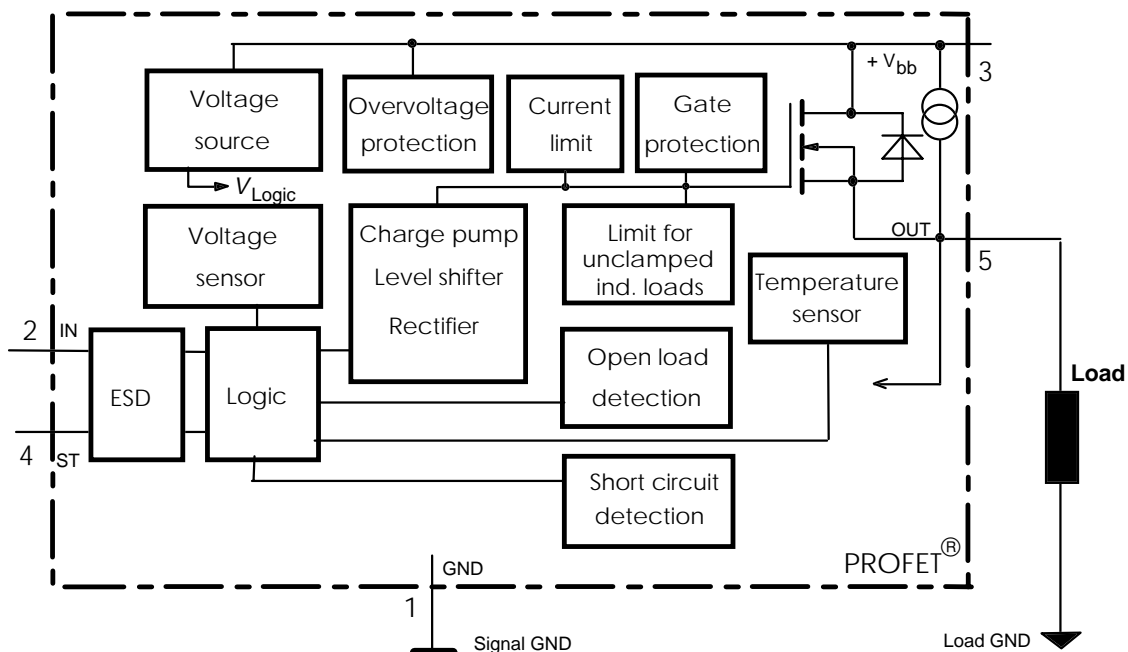 + Vbb
3
Voltage
source
Overvoltage
protection
Current
limit
Gate
protection
VLogic
Voltage
sensor
Charge pump
Level shifter
Rectifier
Limit for
unclamped
ind. loads
OUT
5
Temperature
sensor
2
IN
ESD
Logic
Open load
detection
Load
4
ST
Short circuit
detection
PROFET®
GND
1
Signal GND
Load GND